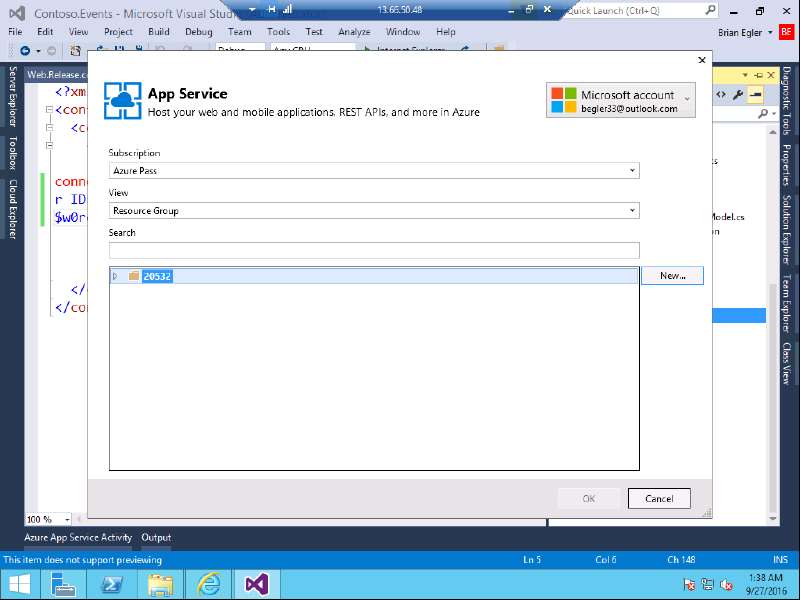 Contoso.Events - Microsoft Visual Stud
13.66.50.48
Quick Launch (Ctrl+Q)
File Edit View Project Build Debug Team Tools Test Analyze Window Help
Brian Egler
BE
Debug Any CPU Internet Explorer
Server Explorer
Toolbox
Cloud Explorer
Web.Release.c
<?xm
<con
<c
conn
r ID
$w0r
</
</co
App Service
Host your web and mobile applications, REST APIs, and more in Azure
Microsoft account
begler33@outlook.com
Subscription
Azure Pass
View
Resource Group
Search
20532
New...
OK
Cancel
Model.cs
Diagnostic Tools
Properties
Solution Explorer
Team Explorer
Class View
100 %
Azure App Service Activity Output
This item does not support previewing
Ln 5 Col 6 Ch 148 INS
1:38 AM
9/27/2016